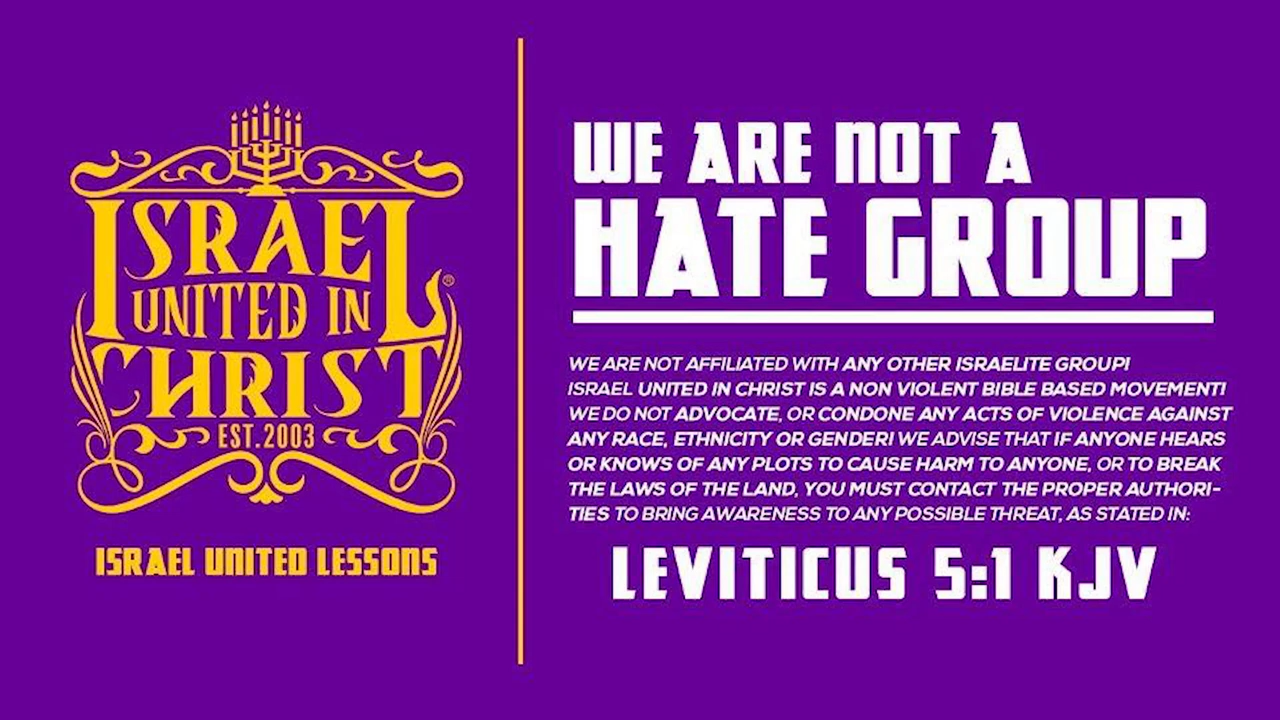 ISRAEL
UNITED IN
CHRIST
®
EST. 2003
ISRAEL UNITED LESSONS
WE ARE NOT A
HATE GROUP
WE ARE NOT AFFILIATED WITH ANY OTHER ISRAELITE GROUP!
ISRAEL UNITED IN CHRIST IS A NON VIOLENT BIBLE BASED MOVEMENT!
WE DO NOT ADVOCATE, OR CONDONE ANY ACTS OF VIOLENCE AGAINST
ANY RACE, ETHNICITY OR GENDER! WE ADVISE THAT IF ANYONE HEARS
OR KNOWS OF ANY PLOTS TO CAUSE HARM TO ANYONE, OR TO BREAK
THE LAWS OF THE LAND, YOU MUST CONTACT THE PROPER AUTHORI-
TIES TO BRING AWARENESS TO ANY POSSIBLE THREAT, AS STATED IN:
LEVITICUS 5:1 KJV